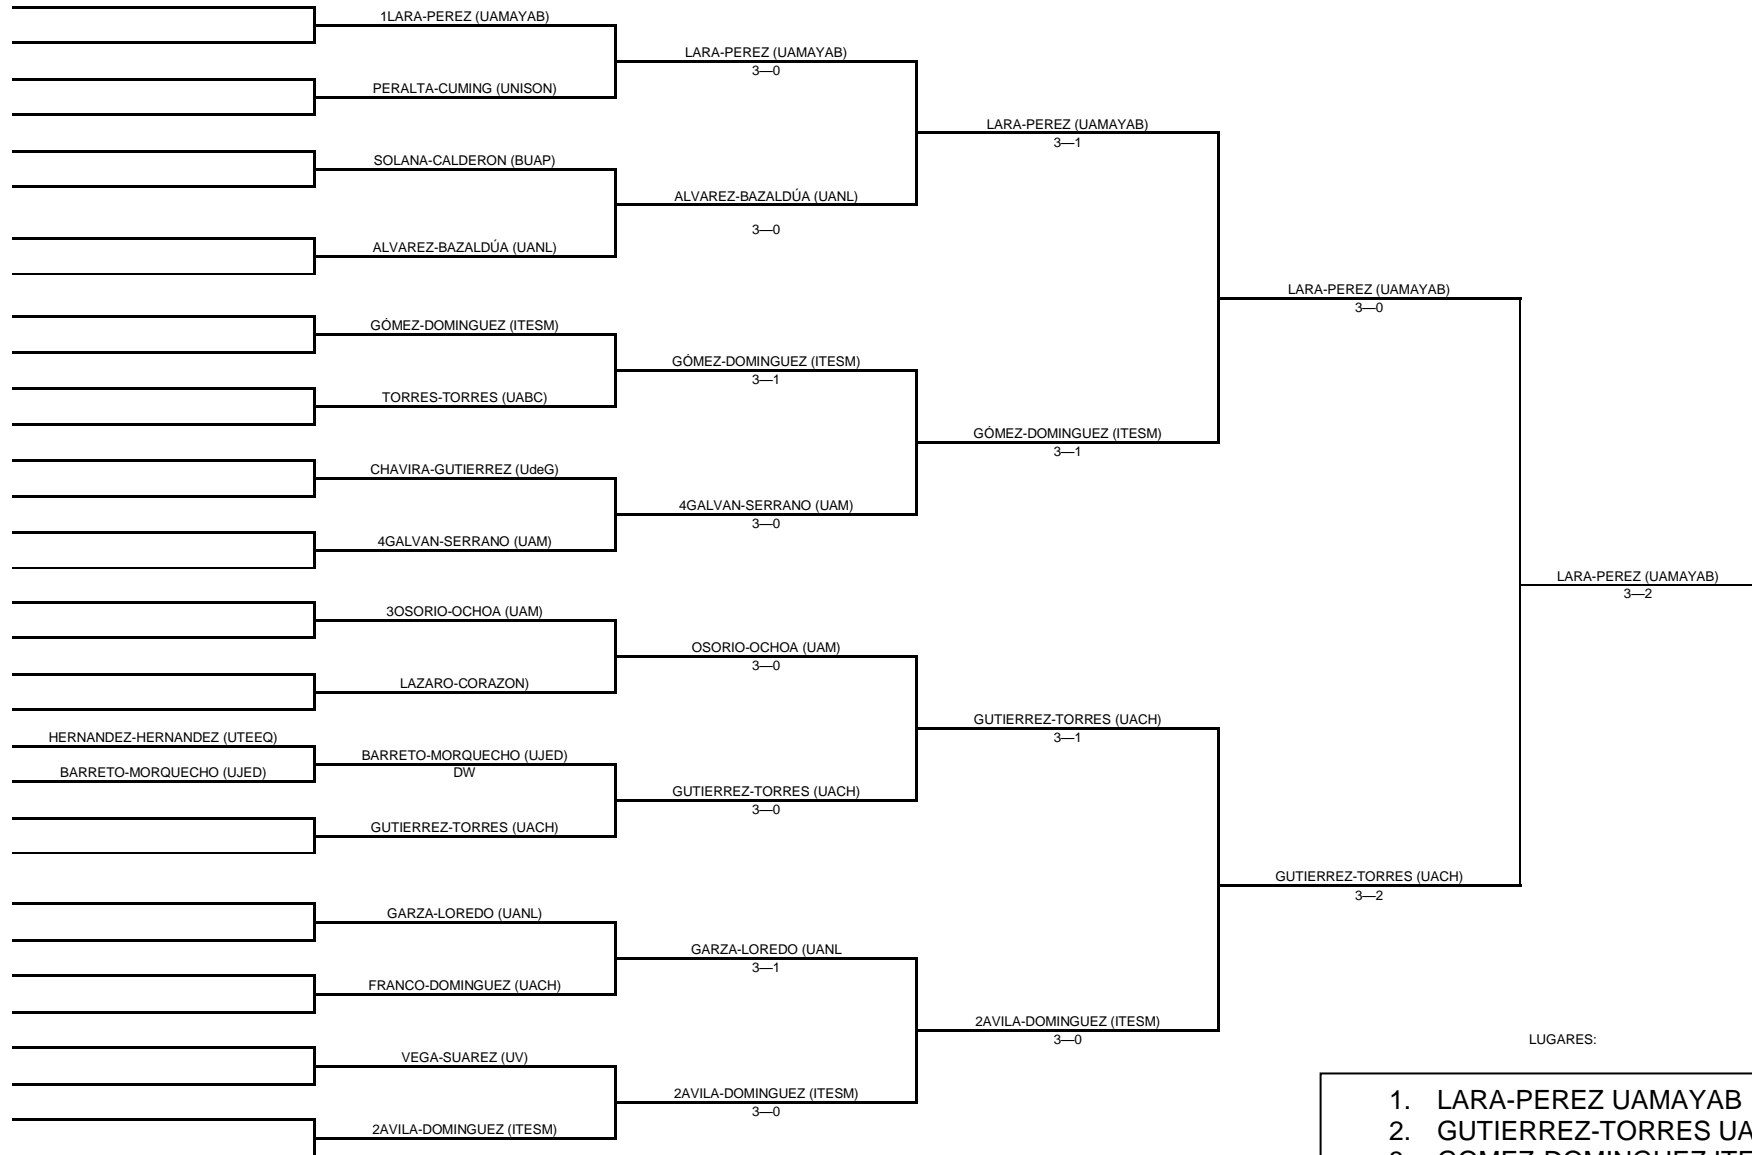 1LARA-PEREZ (UAMAYAB)
LARA-PEREZ (UAMAYAB)
3—0
PERALTA-CUMING (UNISON)
LARA-PEREZ (UAMAYAB)
3—1
SOLANA-CALDERON (BUAP)
ALVAREZ-BAZALDÚA (UANL)
3—0
ALVAREZ-BAZALDÚA (UANL)
LARA-PEREZ (UAMAYAB)
3—0
GÓMEZ-DOMINGUEZ (ITESM)
GÓMEZ-DOMINGUEZ (ITESM)
3—1
TORRES-TORRES (UABC)
GÓMEZ-DOMINGUEZ (ITESM)
3—1
CHAVIRA-GUTIERREZ (UdeG)
4GALVAN-SERRANO (UAM)
3—0
4GALVAN-SERRANO (UAM)
LARA-PEREZ (UAMAYAB)
3—2
3OSORIO-OCHOA (UAM)
OSORIO-OCHOA (UAM)
3—0
LAZARO-CORAZON)
GUTIERREZ-TORRES (UACH)
3—1
HERNANDEZ-HERNANDEZ (UTEEQ)
BARRETO-MORQUECHO (UJED)
BARRETO-MORQUECHO (UJED)
DW
GUTIERREZ-TORRES (UACH)
3—0
GUTIERREZ-TORRES (UACH)
GUTIERREZ-TORRES (UACH)
3—2
GARZA-LOREDO (UANL)
GARZA-LOREDO (UANL
3—1
FRANCO-DOMINGUEZ (UACH)
2AVILA-DOMINGUEZ (ITESM)
3—0
VEGA-SUAREZ (UV)
2AVILA-DOMINGUEZ (ITESM)
3—0
2AVILA-DOMINGUEZ (ITESM)
LUGARES:
1. LARA-PEREZ UAMAYAB
2. GUTIERREZ-TORRES UA